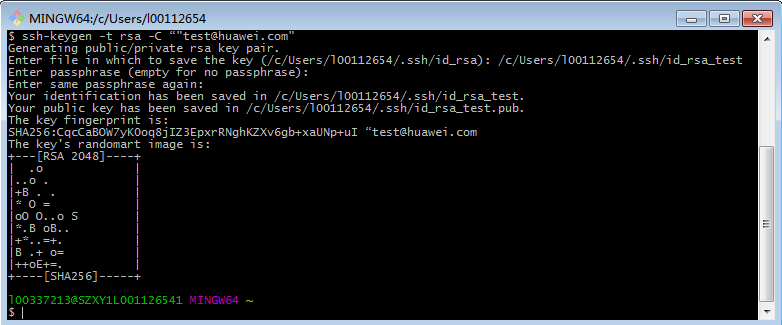 MINGW64:/c/Users/l00112654
$ ssh-keygen -t rsa -C “"test@huawei.com"
Generating public/private rsa key pair.
Enter file in which to save the key (/c/Users/l00112654/.ssh/id_rsa): /c/Users/l00112654/.ssh/id_rsa_test
Enter passphrase (empty for no passphrase):
Enter same passphrase again:
Your identification has been saved in /c/Users/l00112654/.ssh/id_rsa_test.
Your public key has been saved in /c/Users/l00112654/.ssh/id_rsa_test.pub.
The key fingerprint is:
SHA256:CqcCaBOW7yKOoq8jIZ3EpxrRNghKZXv6gb+xaUNp+uI “test@huawei.com
The key's randomart image is:
+---[RSA 2048]----+
|  .o             |
|..o .            |
|+B . .           |
|* O =            |
|oO O..o S        |
|*.B oB..         |
|+*..=+.          |
|B .+ o=          |
|++oE+=.          |
+----[SHA256]-----+
l00337213@SZXY1L001126541 MINGW64 ~
$